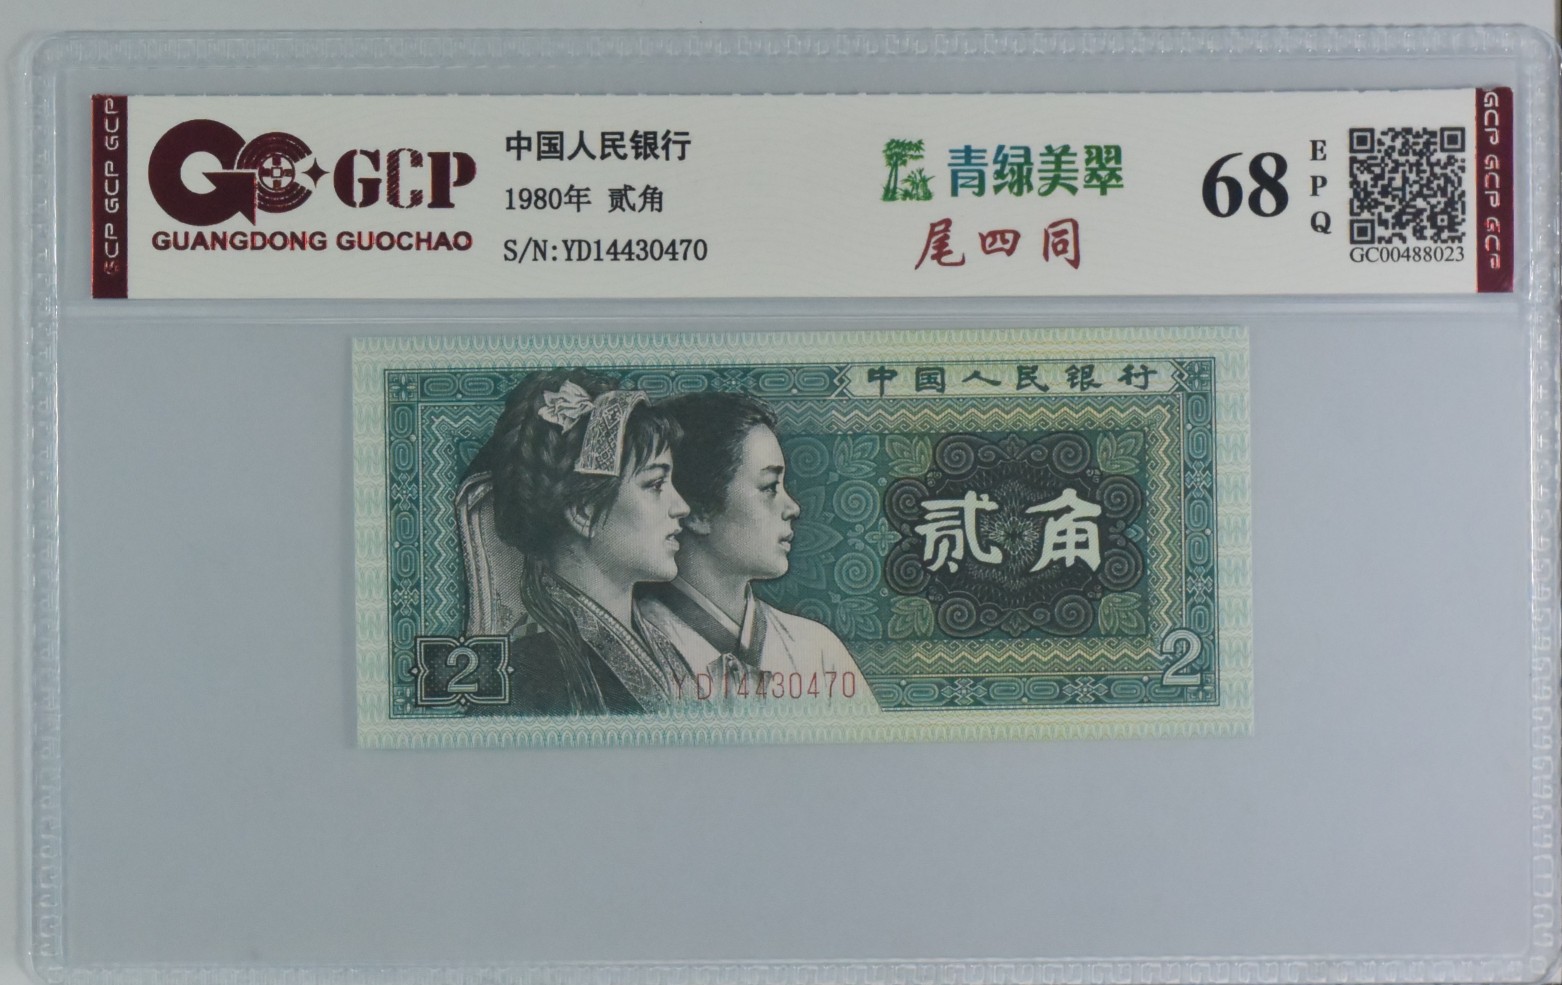 GCP GCP GCP
GCP
GUANGDONG GUOCHAO
中国人民银行
1980年 贰角
S/N:YD14430470
青绿美翠
尾四同
68
EPQ
GC00488023
GCP GCP GCP
中国人民银行
贰角
2
YD14430470
2